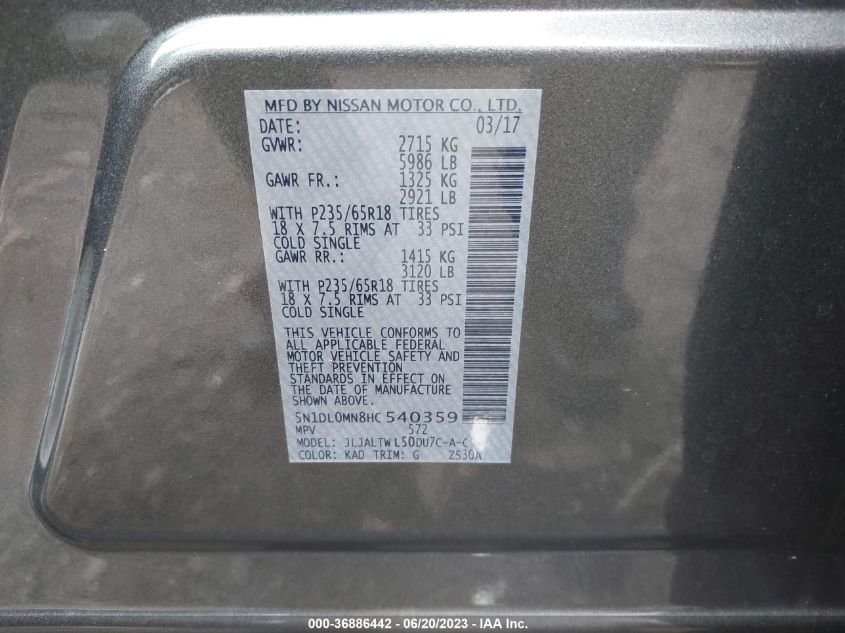 MFD BY NISSAN MOTOR CO., LTD.
DATE: 03/17
GVWR: 2715 KG
5986 LB
GAWR FR.: 1325 KG
2921 LB
WITH P235/65R18 TIRES
18 X 7.5 RIMS AT 33 PSI
COLD SINGLE
GAWR RR.: 1415 KG
3120 LB
WITH P235/65R18 TIRES
18 X 7.5 RIMS AT 33 PSI
COLD SINGLE
THIS VEHICLE CONFORMS TO
ALL APPLICABLE FEDERAL
MOTOR VEHICLE SAFETY AND
THEFT PREVENTION
STANDARDS IN EFFECT ON
THE DATE OF MANUFACTURE
SHOWN ABOVE.
5N1DL0MN8HC540359
MPV 572
MODEL: JLJALTWL50DU7C-A-C
COLOR: KAD TRIM: G ZS30A
000-36886442 - 06/20/2023 - IAA Inc.